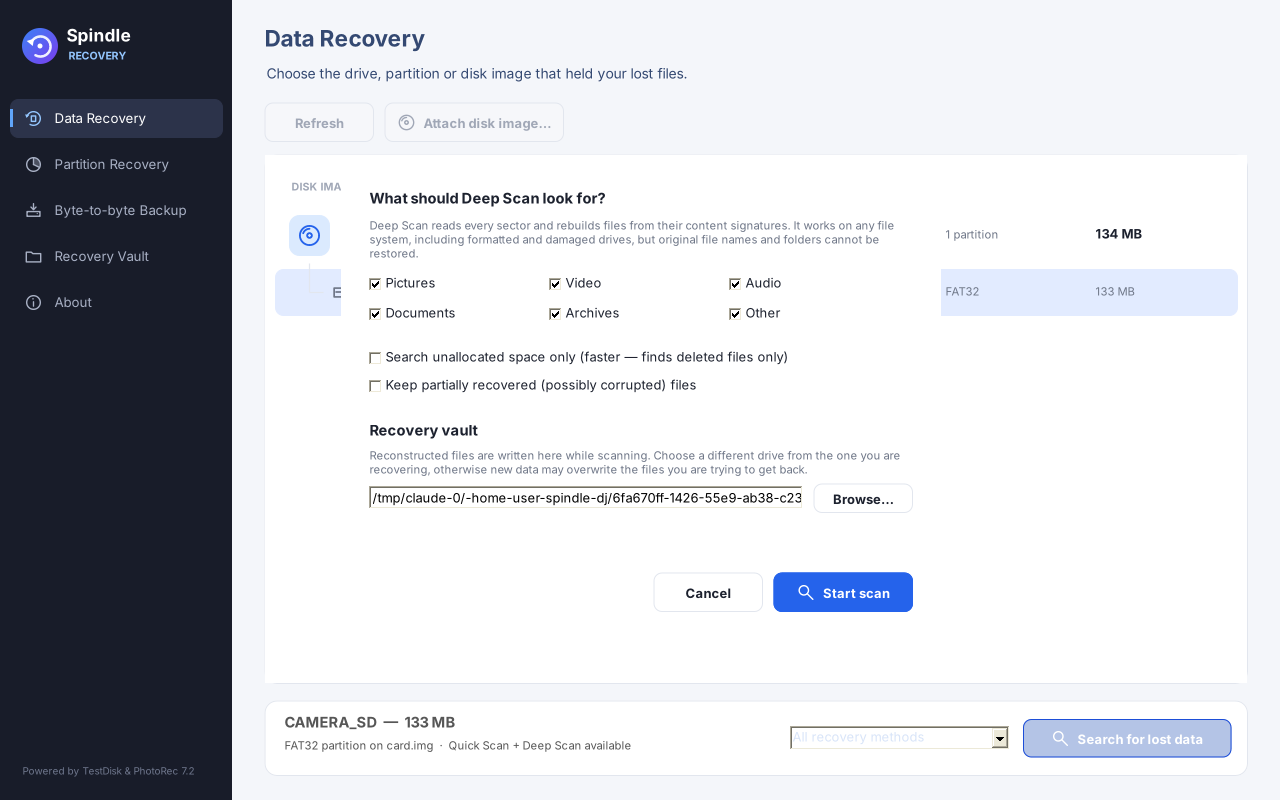 Spindle
RECOVERY
Data Recovery
Partition Recovery
Byte-to-byte Backup
Recovery Vault
About
Powered by TestDisk & PhotoRec 7.2
Data Recovery
Choose the drive, partition or disk image that held your lost files.
Refresh
Attach disk image...
DISK IMA
1 partition
134 MB
FAT32
133 MB
What should Deep Scan look for?
Deep Scan reads every sector and rebuilds files from their content signatures. It works on any file
system, including formatted and damaged drives, but original file names and folders cannot be
restored.
Pictures
Video
Audio
Documents
Archives
Other
Search unallocated space only (faster — finds deleted files only)
Keep partially recovered (possibly corrupted) files
Recovery vault
Reconstructed files are written here while scanning. Choose a different drive from the one you are
recovering, otherwise new data may overwrite the files you are trying to get back.
/tmp/claude-0/-home-user-spindle-dj/6fa670ff-1426-55e9-ab38-c23
Browse...
Cancel
Start scan
CAMERA_SD — 133 MB
FAT32 partition on card.img · Quick Scan + Deep Scan available
All recovery methods
Search for lost data